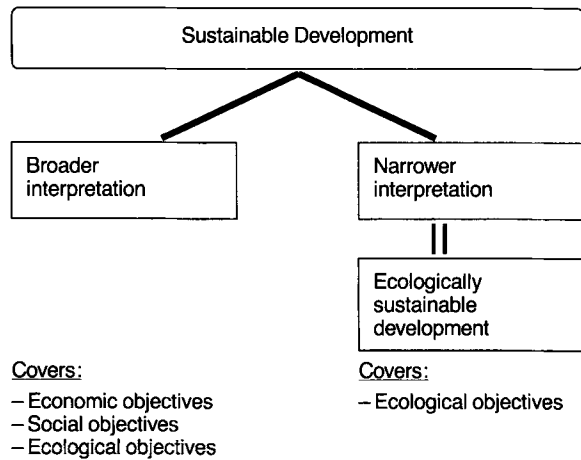 Sustainable Development
Broader
interpretation
Narrower
interpretation
Ecologically
sustainable
development
Covers:
– Economic objectives
– Social objectives
– Ecological objectives
Covers:
– Ecological objectives